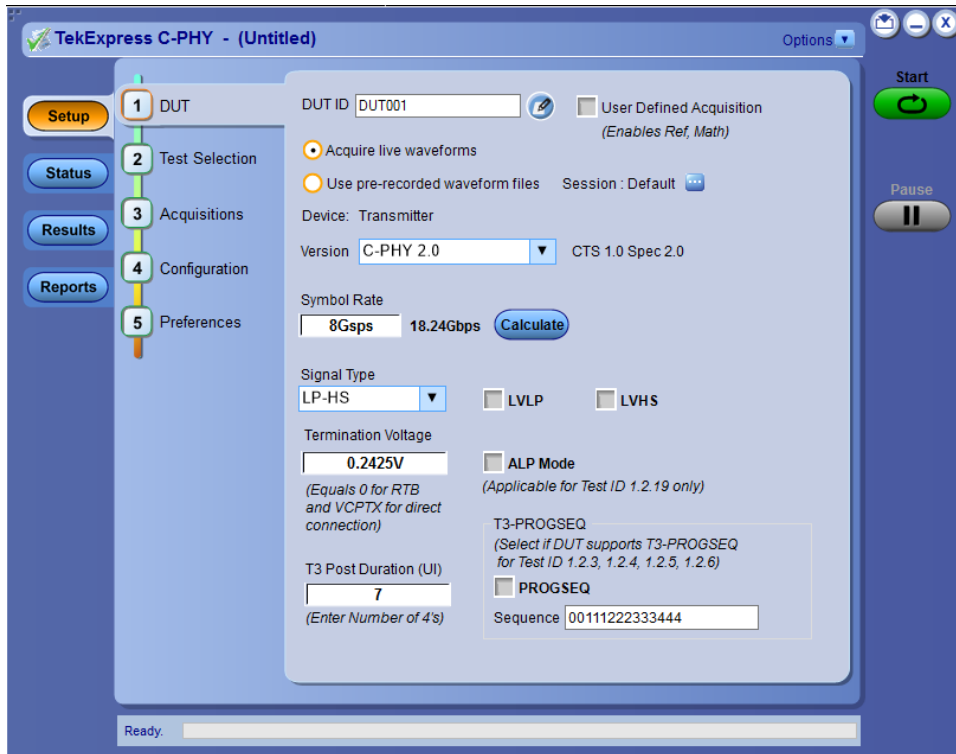 TekExpress C-PHY - (Untitled)
Options
X
Start
Pause
Setup
Status
Results
Reports
1 DUT
2 Test Selection
3 Acquisitions
4 Configuration
5 Preferences
DUT ID DUT001
User Defined Acquisition
(Enables Ref, Math)
Acquire live waveforms
Use pre-recorded waveform files Session : Default ...
Device: Transmitter
Version C-PHY 2.0 CTS 1.0 Spec 2.0
Symbol Rate
8Gsps 18.24Gbps Calculate
Signal Type
LP-HS LVLP LVHS
Termination Voltage
0.2425V
(Equals 0 for RTB
and VCPTX for direct
connection)
ALP Mode
(Applicable for Test ID 1.2.19 only)
T3 Post Duration (UI)
7
(Enter Number of 4's)
T3-PROGSEQ
(Select if DUT supports T3-PROGSEQ
for Test ID 1.2.3, 1.2.4, 1.2.5, 1.2.6)
PROGSEQ
Sequence 00111222333444
Ready.